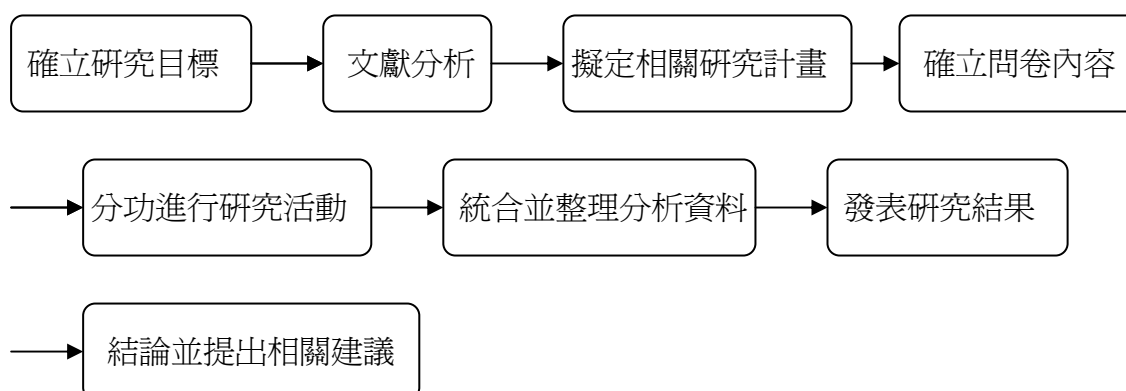 確立研究目標 文獻分析 擬定相關研究計畫 確立問卷內容
分功進行研究活動 統合並整理分析資料 發表研究結果
結論並提出相關建議